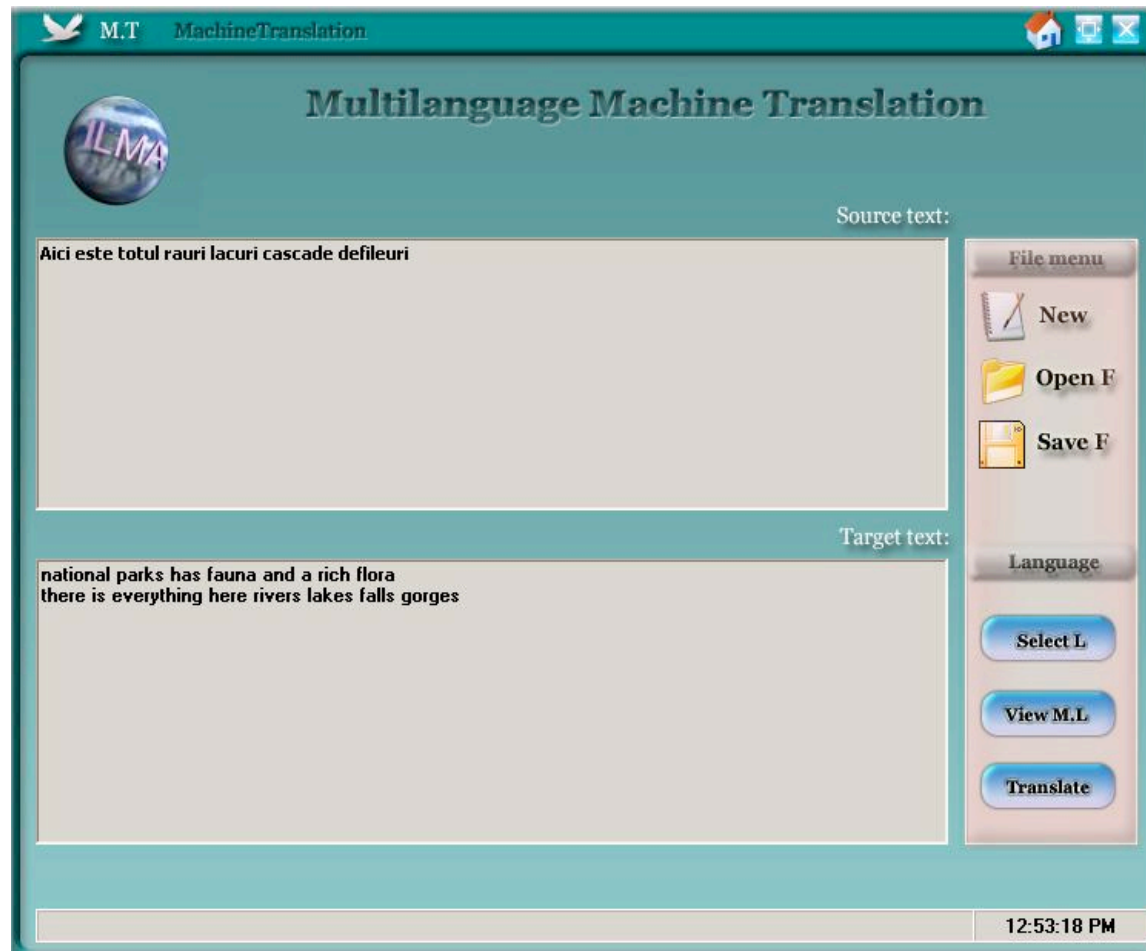 M.T MachineTranslation
Multilanguage Machine Translation
ILMA
Source text:
Aici este totul rauri lacuri cascade defileuri
File menu
New
Open F
Save F
Target text:
national parks has fauna and a rich flora
there is everything here rivers lakes falls gorges
Language
Select L
View M.L
Translate
12:53:18 PM